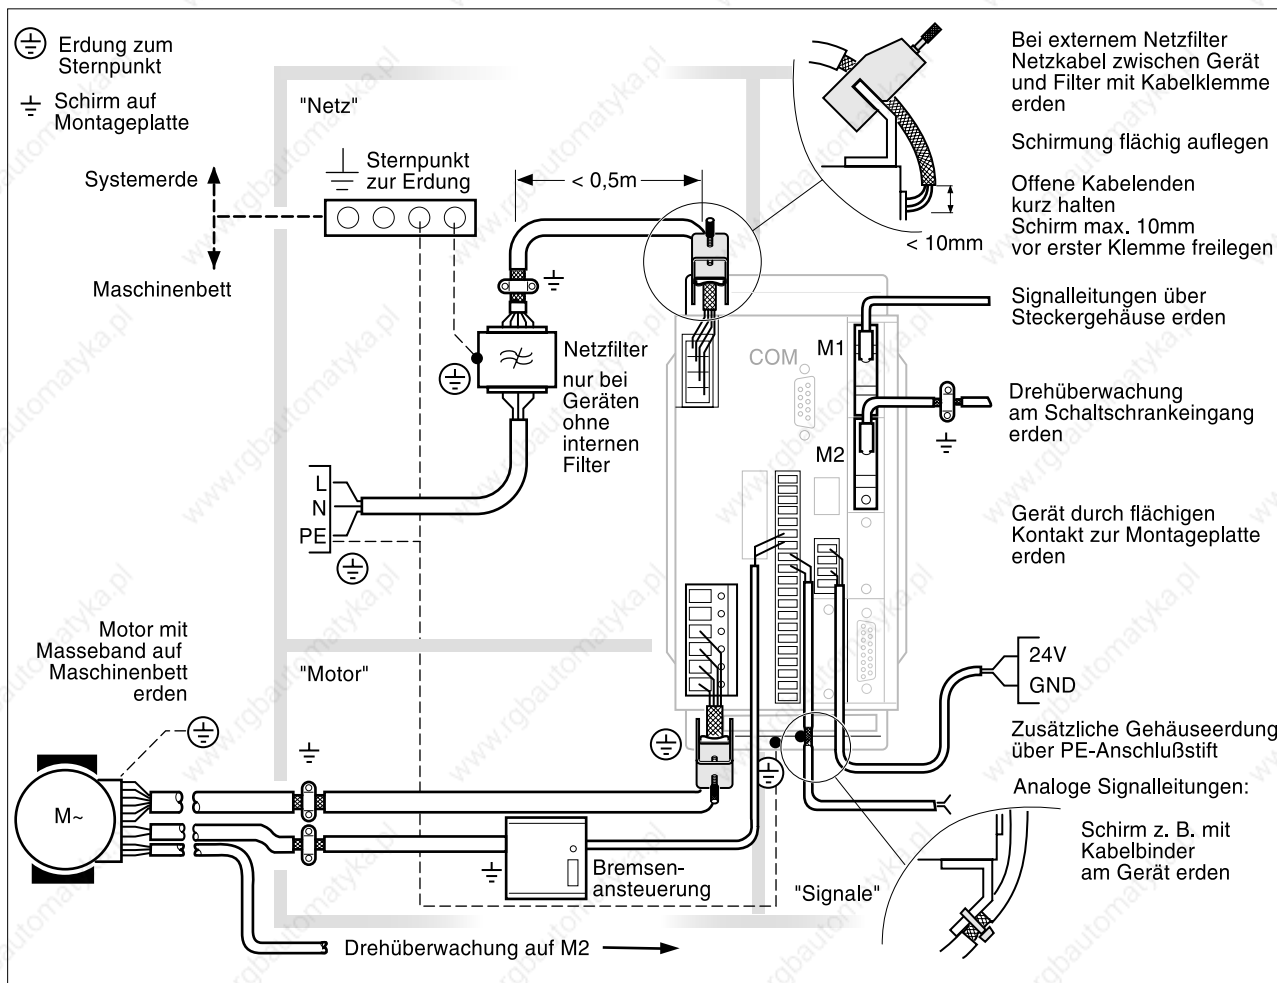 Erdung zum
Sternpunkt
Schirm auf
Montageplatte
Systemerde
Maschinenbett
"Netz"
Sternpunkt
zur Erdung
< 0,5m
Netzfilter
nur bei
Geräten
ohne
internen
Filter
L
N
PE
COM
M1
M2
< 10mm
Bei externem Netzfilter
Netzkabel zwischen Gerät
und Filter mit Kabelklemme
erden
Schirmung flächig auflegen
Offene Kabelenden
kurz halten
Schirm max. 10mm
vor erster Klemme freilegen
Signalleitungen über
Steckergehäuse erden
Drehüberwachung
am Schaltschrankeingang
erden
Gerät durch flächigen
Kontakt zur Montageplatte
erden
24V
GND
Zusätzliche Gehäuseerdung
über PE-Anschlußstift
Analoge Signalleitungen:
Schirm z. B. mit
Kabelbinder
am Gerät erden
Motor mit
Masseband auf
Maschinenbett
erden
"Motor"
M~
Bremsen-
ansteuerung
"Signale"
Drehüberwachung auf M2
www.rgbautomatyka.pl